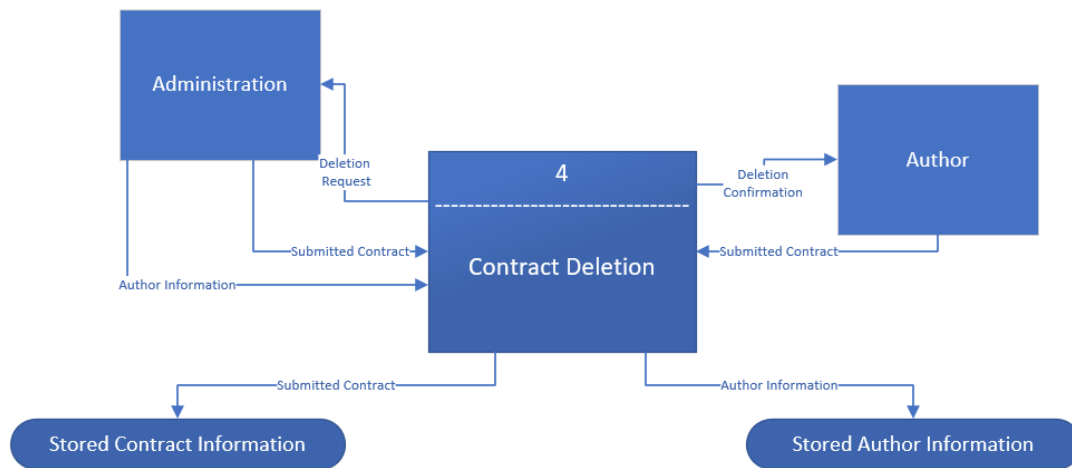 Administration
Deletion
Request
4
Deletion
Confirmation
Author
Submitted Contract
Submitted Contract
Contract Deletion
Author Information
Submitted Contract
Author Information
Stored Contract Information
Stored Author Information